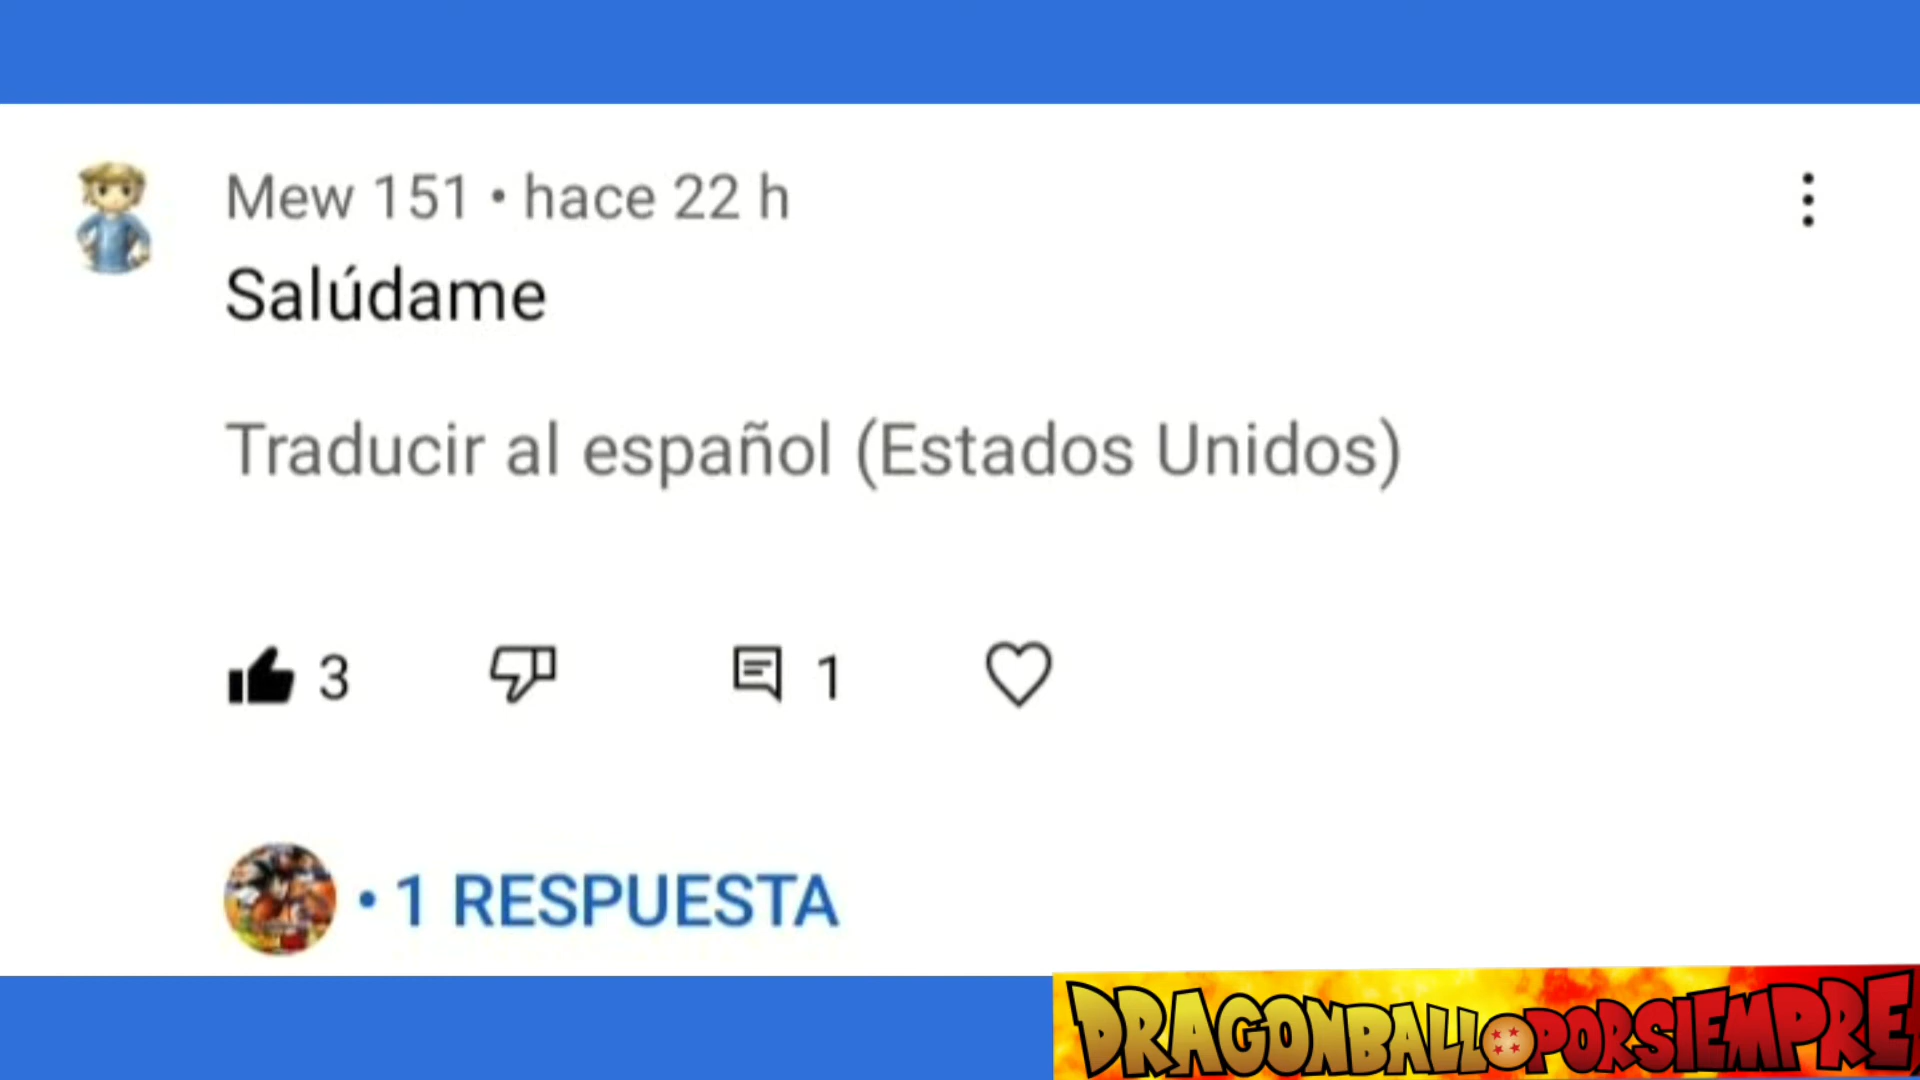 Mew 151 • hace 22 h
Salúdame
Traducir al español (Estados Unidos)
3
1
• 1 RESPUESTA
DRAGONBALLPORSIEMPRE